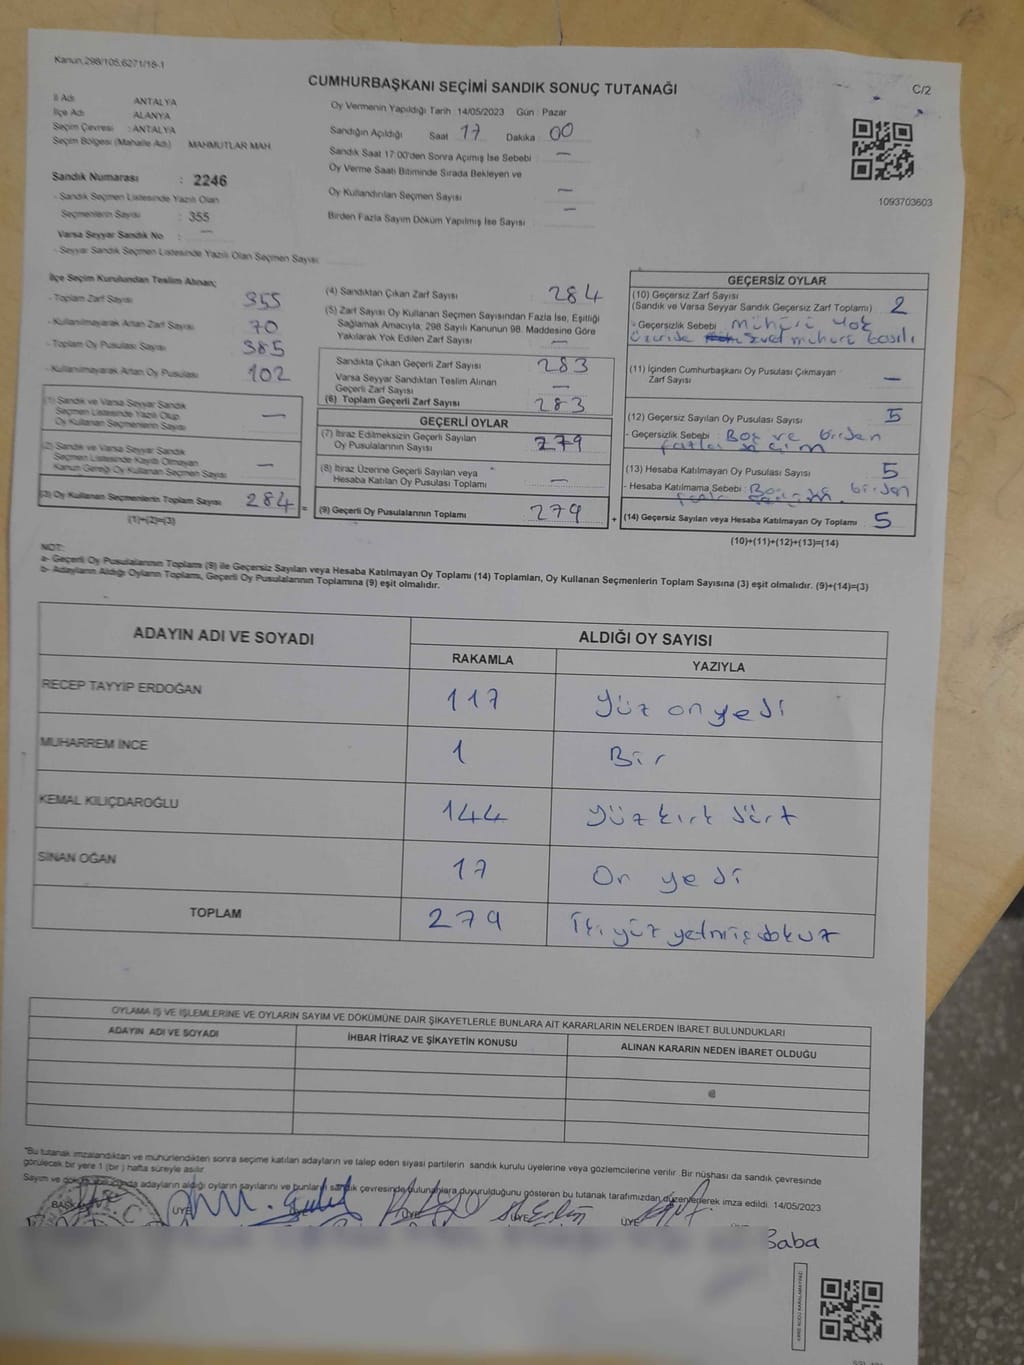 Kanun,298/105,6271/18-1
CUMHURBAŞKANI SEÇİMİ SANDIK SONUÇ TUTANAĞI
C/2
İl Adı ANTALYA
İlçe Adı ALANYA
Seçim Çevresi : ANTALYA
Seçim Bölgesi (Mahalle Adı) MAHMUTLAR MAH
Sandık Numarası : 2246
- Sandık Seçmen Listesinde Yazılı Olan
Seçmenlerin Sayısı : 355
Varsa Seyyar Sandık No : —
- Seyyar Sandık Seçmen Listesinde Yazılı Olan Seçmen Sayısı
Oy Vermenin Yapıldığı Tarih 14/05/2023 Gün : Pazar
Sandığın Açıldığı Saat 17 Dakika 00
Sandık Saat 17:00'den Sonra Açımış İse Sebebi —
Oy Verme Saati Bitiminde Sırada Bekleyen ve
Oy Kullandırılan Seçmen Sayısı —
Birden Fazla Sayım Döküm Yapılmış İse Sayısı —
1093703603
İlçe Seçim Kurulundan Teslim Alınan;
- Toplam Zarf Sayısı 355
- Kullanılmayarak Artan Zarf Sayısı 70
- Toplam Oy Pusulası Sayısı 385
- Kullanılmayarak Artan Oy Pusulası 102
(1) Sandık ve Varsa Seyyar Sandık
Seçmen Listesinde Yazılı Olup
Oy Kullanan Seçmenlerin Sayısı —
(2) Sandık ve Varsa Seyyar Sandık
Seçmen Listesinde Kayıtlı Olmayan
Kanun Gereği Oy Kullanan Seçmen Sayısı —
(3) Oy Kullanan Seçmenlerin Toplam Sayısı 284 =
(1)+(2)=(3)
(4) Sandıktan Çıkan Zarf Sayısı : 284
(5) Zarf Sayısı Oy Kullanan Seçmen Sayısından Fazla İse, Eşitliği
Sağlamak Amacıyla, 298 Sayılı Kanunun 98. Maddesine Göre
Yakılarak Yok Edilen Zarf Sayısı —
Sandıkta Çıkan Geçerli Zarf Sayısı 283
Varsa Seyyar Sandıktan Teslim Alınan
Geçerli Zarf Sayısı —
(6) Toplam Geçerli Zarf Sayısı 283
GEÇERLİ OYLAR
(7) İtiraz Edilmeksizin Geçerli Sayılan
Oy Pusulalarının Sayısı 279
(8) İtiraz Üzerine Geçerli Sayılan veya
Hesaba Katılan Oy Pusulası Toplamı —
(9) Geçerli Oy Pusulalarının Toplamı 279 +
GEÇERSİZ OYLAR
(10) Geçersiz Zarf Sayısı
(Sandık ve Varsa Seyyar Sandık Geçersiz Zarf Toplamı) 2
- Geçersizlik Sebebi mühürü yok
üzeride mühürü basılı
(11) İçinden Cumhurbaşkanı Oy Pusulası Çıkmayan
Zarf Sayısı —
(12) Geçersiz Sayılan Oy Pusulası Sayısı 5
- Geçersizlik Sebebi Boş ve birden
fazla seçim
(13) Hesaba Katılmayan Oy Pusulası Sayısı 5
- Hesaba Katılmama Sebebi : birden
(14) Geçersiz Sayılan veya Hesaba Katılmayan Oy Toplamı 5
(10)+(11)+(12)+(13)=(14)
NOT:
a- Geçerli Oy Pusulalarının Toplamı (9) ile Geçersiz Sayılan veya Hesaba Katılmayan Oy Toplamı (14) Toplamları, Oy Kullanan Seçmenlerin Toplam Sayısına (3) eşit olmalıdır. (9)+(14)=(3)
b- Adayların Aldığı Oyların Toplamı, Geçerli Oy Pusulalarının Toplamına (9) eşit olmalıdır.
ADAYIN ADI VE SOYADI ALDIĞI OY SAYISI
RAKAMLA YAZIYLA
RECEP TAYYİP ERDOĞAN 117 Yüz on yedi
MUHARREM İNCE 1 Bir
KEMAL KILIÇDAROĞLU 144 Yüz kırk dört
SİNAN OĞAN 17 On yedi
TOPLAM 279 İki yüz yetmiş dokuz
OYLAMA İŞ VE İŞLEMLERİNE VE OYLARIN SAYIM VE DÖKÜMÜNE DAİR ŞİKAYETLERLE BUNLARA AİT KARARLARIN NELERDEN İBARET BULUNDUKLARI
ADAYIN ADI VE SOYADI İHBAR İTİRAZ VE ŞİKAYETİN KONUSU ALINAN KARARIN NEDEN İBARET OLDUĞU
"Bu tutanak imzalandıktan ve mühürlendikten sonra seçime katılan adayların ve talep eden siyasi partilerin sandık kurulu üyelerine veya gözlemcilerine verilir. Bir nüshası da sandık çevresinde
görülecek bir yere 1 (bir ) hafta süreyle asılır.
Sayım ve adayların aldığı oyların sayılarını ve bunların sandık çevresinde bulunanlara duyurulduğunu gösteren bu tutanak tarafımızdan düzenlenerek imza edildi. 14/05/2023
ÜYE ÜYE ÜYE ÜYE
Baba